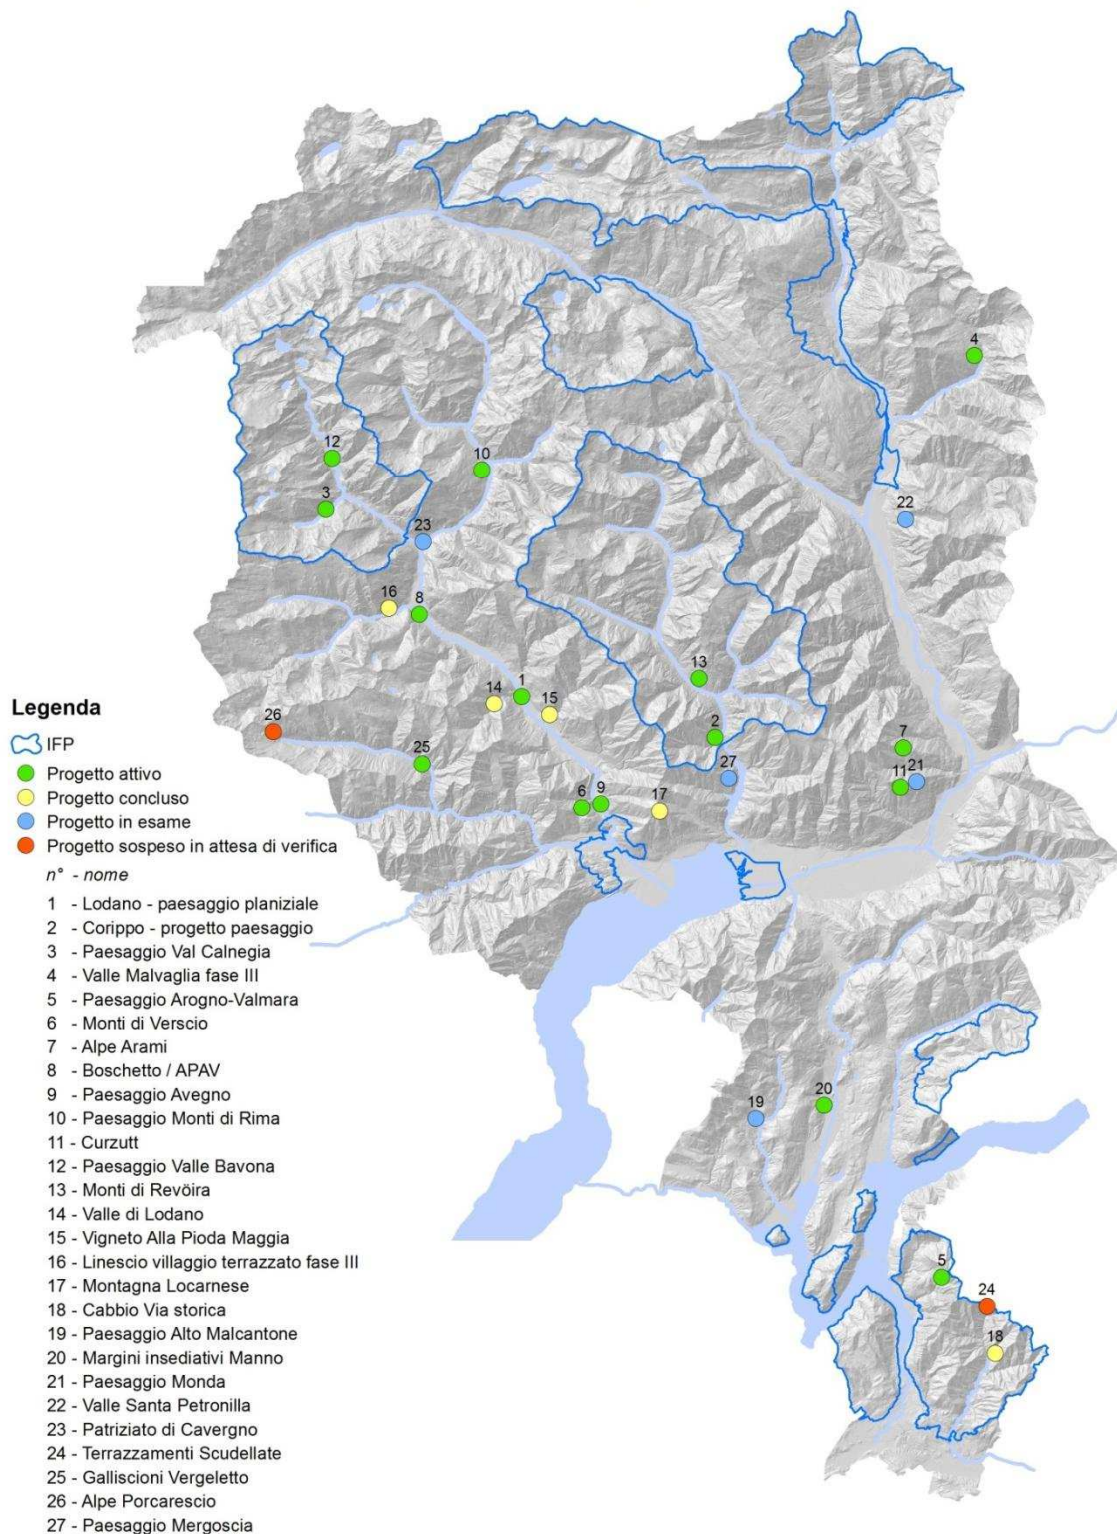 4
12
10
3
22
23
16
8
13
14
1
15
26
2
7
25
27
11
21
6
9
17
20
19
5
24
18
Legenda
IFP
Progetto attivo
Progetto concluso
Progetto in esame
Progetto sospeso in attesa di verifica
n° - nome
1 - Lodano - paesaggio planiziale
2 - Corippo - progetto paesaggio
3 - Paesaggio Val Calnegia
4 - Valle Malvaglia fase III
5 - Paesaggio Arogno-Valmara
6 - Monti di Verscio
7 - Alpe Arami
8 - Boschetto / APAV
9 - Paesaggio Avegno
10 - Paesaggio Monti di Rima
11 - Curzutt
12 - Paesaggio Valle Bavona
13 - Monti di Revöira
14 - Valle di Lodano
15 - Vigneto Alla Pioda Maggia
16 - Linescio villaggio terrazzato fase III
17 - Montagna Locarnese
18 - Cabbio Via storica
19 - Paesaggio Alto Malcantone
20 - Margini insediativi Manno
21 - Paesaggio Monda
22 - Valle Santa Petronilla
23 - Patriziato di Cavergno
24 - Terrazzamenti Scudellate
25 - Galliscioni Vergeletto
26 - Alpe Porcarescio
27 - Paesaggio Mergoscia